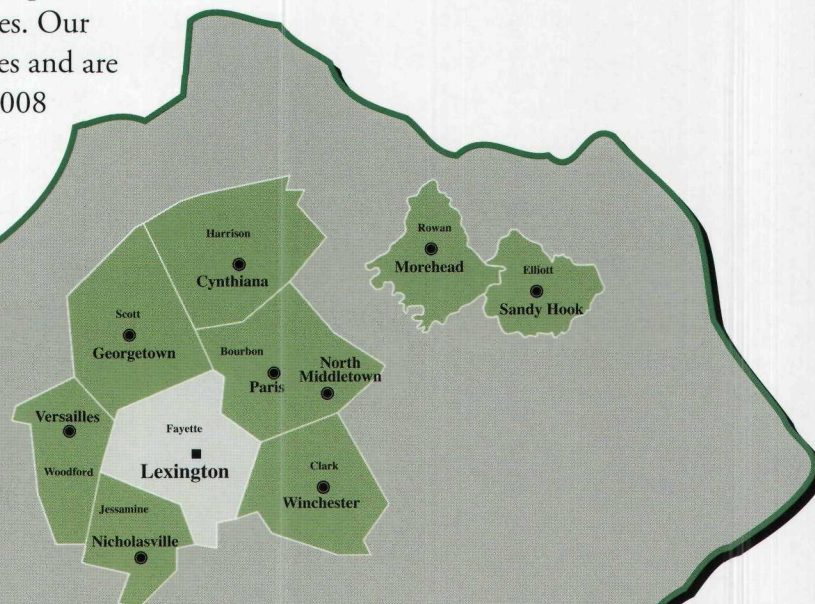 es. Our
es and are
008
Harrison
Cynthiana
Rowan
Morehead
Elliott
Sandy Hook
Scott
Georgetown
Bourbon
Paris
North
Middletown
Versailles
Woodford
Fayette
Lexington
Clark
Winchester
Jessamine
Nicholasville